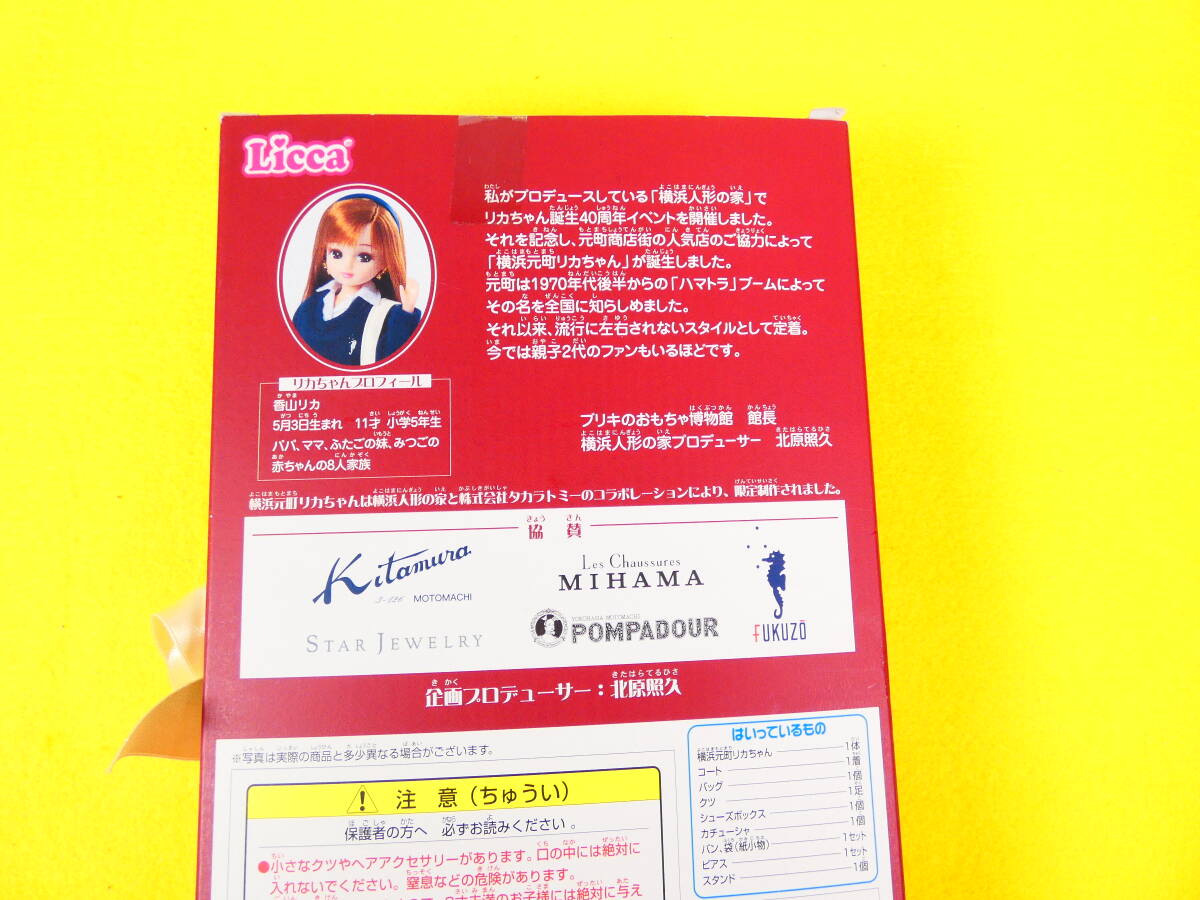 Licca
私がプロデュースしている「横浜人形の家」で
リカちゃん誕生40周年イベントを開催しました。
それを記念し、元町商店街の人気店のご協力によって
「横浜元町リカちゃん」が誕生しました。
元町は1970年代後半からの「ハマトラ」ブームによって
その名を全国に知らしめました。
それ以来、流行に左右されないスタイルとして定着。
今では親子2代のファンもいるほどです。
ブリキのおもちゃ博物館 館長
横浜人形の家プロデューサー 北原照久
リカちゃんプロフィール
香山リカ
5月3日生まれ 11才 小学5年生
パパ、ママ、ふたごの妹、みつごの
赤ちゃんの8人家族
横浜元町リカちゃんは横浜人形の家と株式会社タカラトミーのコラボレーションにより、限定制作されました。
協賛
Kitamura
MOTOMACHI
Les Chaussures
MIHAMA
STAR JEWELRY
YOKOHAMA MOTOMACHI
POMPADOUR
FUKUZO
企画プロデューサー：北原照久
※写真は実際の商品と多少異なる場合がございます。
注意（ちゅうい）
保護者の方へ 必ずお読みください。
●小さなクツやヘアアクセサリーがあります。口の中には絶対に
入れないでください。窒息などの危険があります。
はいっているもの
横浜元町リカちゃん 1体
コート 1着
バッグ 1個
クツ 1足
シューズボックス 1個
カチューシャ 1個
パン、袋（紙小物） 1セット
ピアス 1セット
スタンド 1個